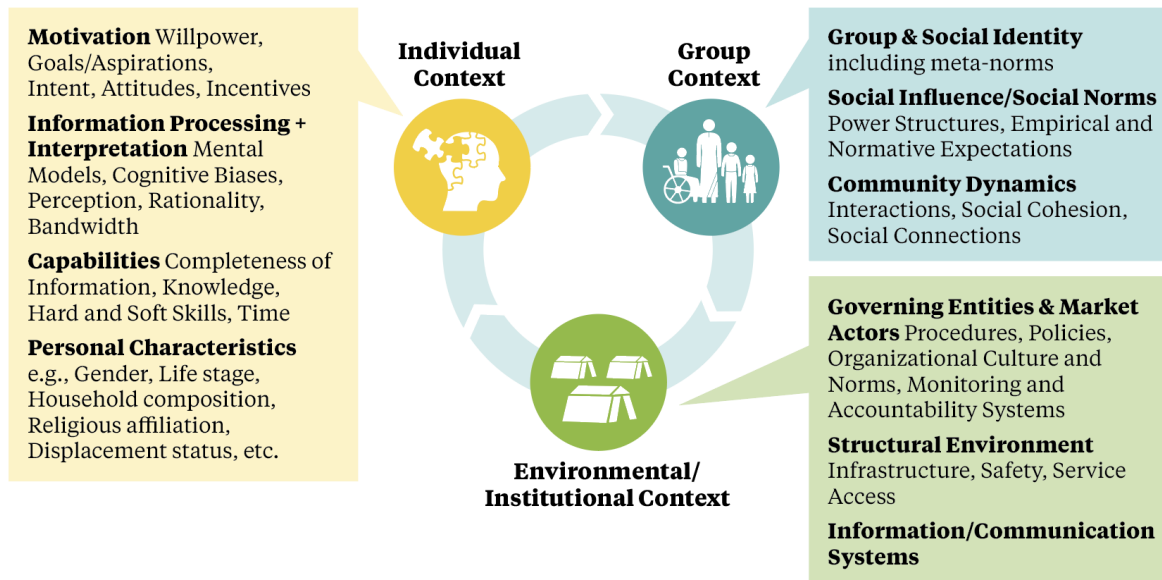 Motivation Willpower,
Goals/Aspirations,
Intent, Attitudes, Incentives
Information Processing +
Interpretation Mental
Models, Cognitive Biases,
Perception, Rationality,
Bandwidth
Capabilities Completeness of
Information, Knowledge,
Hard and Soft Skills, Time
Personal Characteristics
e.g., Gender, Life stage,
Household composition,
Religious affiliation,
Displacement status, etc.
Individual
Context
Group
Context
Environmental/
Institutional Context
Group & Social Identity
including meta-norms
Social Influence/Social Norms
Power Structures, Empirical and
Normative Expectations
Community Dynamics
Interactions, Social Cohesion,
Social Connections
Governing Entities & Market
Actors Procedures, Policies,
Organizational Culture and
Norms, Monitoring and
Accountability Systems
Structural Environment
Infrastructure, Safety, Service
Access
Information/Communication
Systems